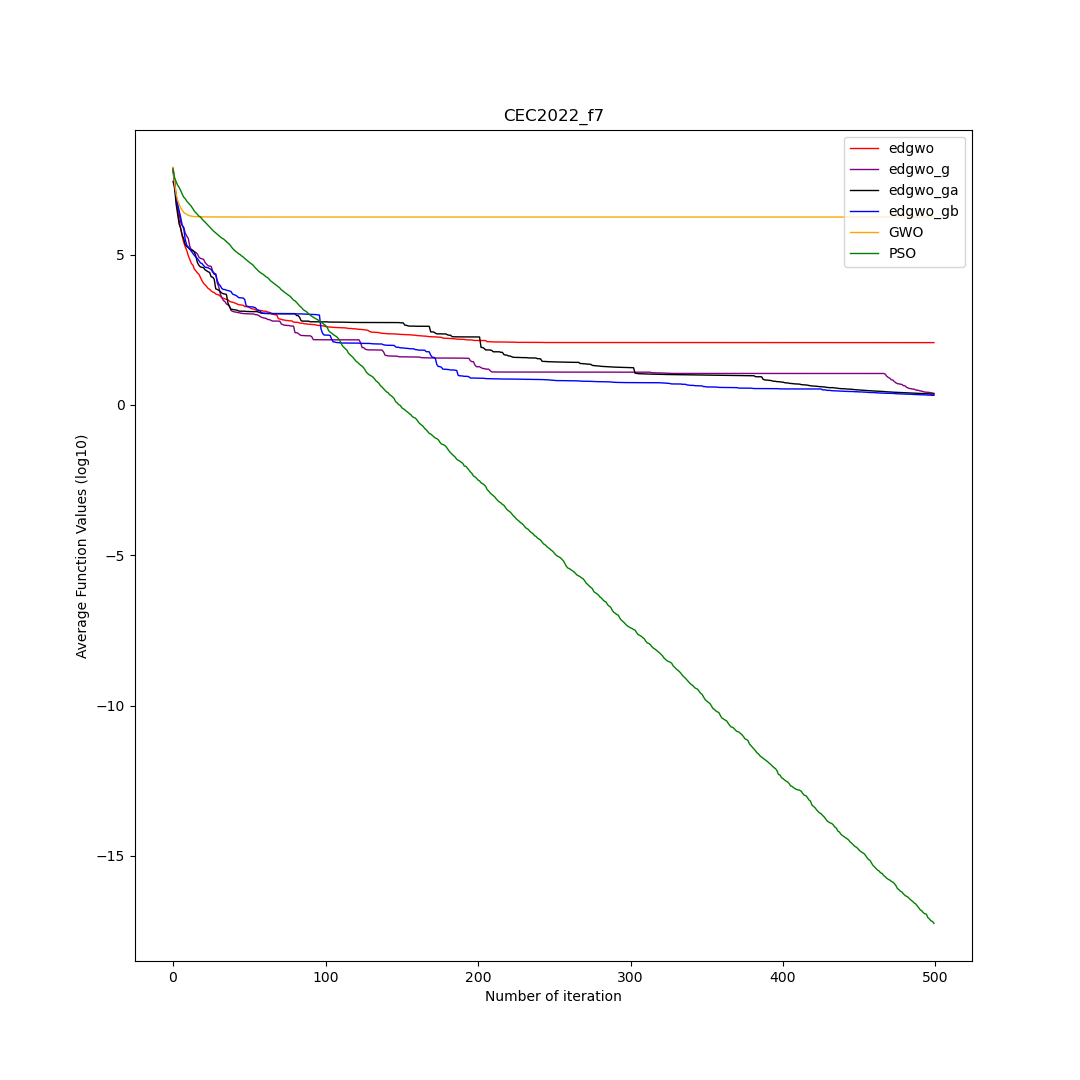 CEC2022_f7
edgwo
edgwo_g
edgwo_ga
edgwo_gb
GWO
PSO
Average Function Values (log10)
5
0
−5
−10
−15
0 100 200 300 400 500
Number of iteration